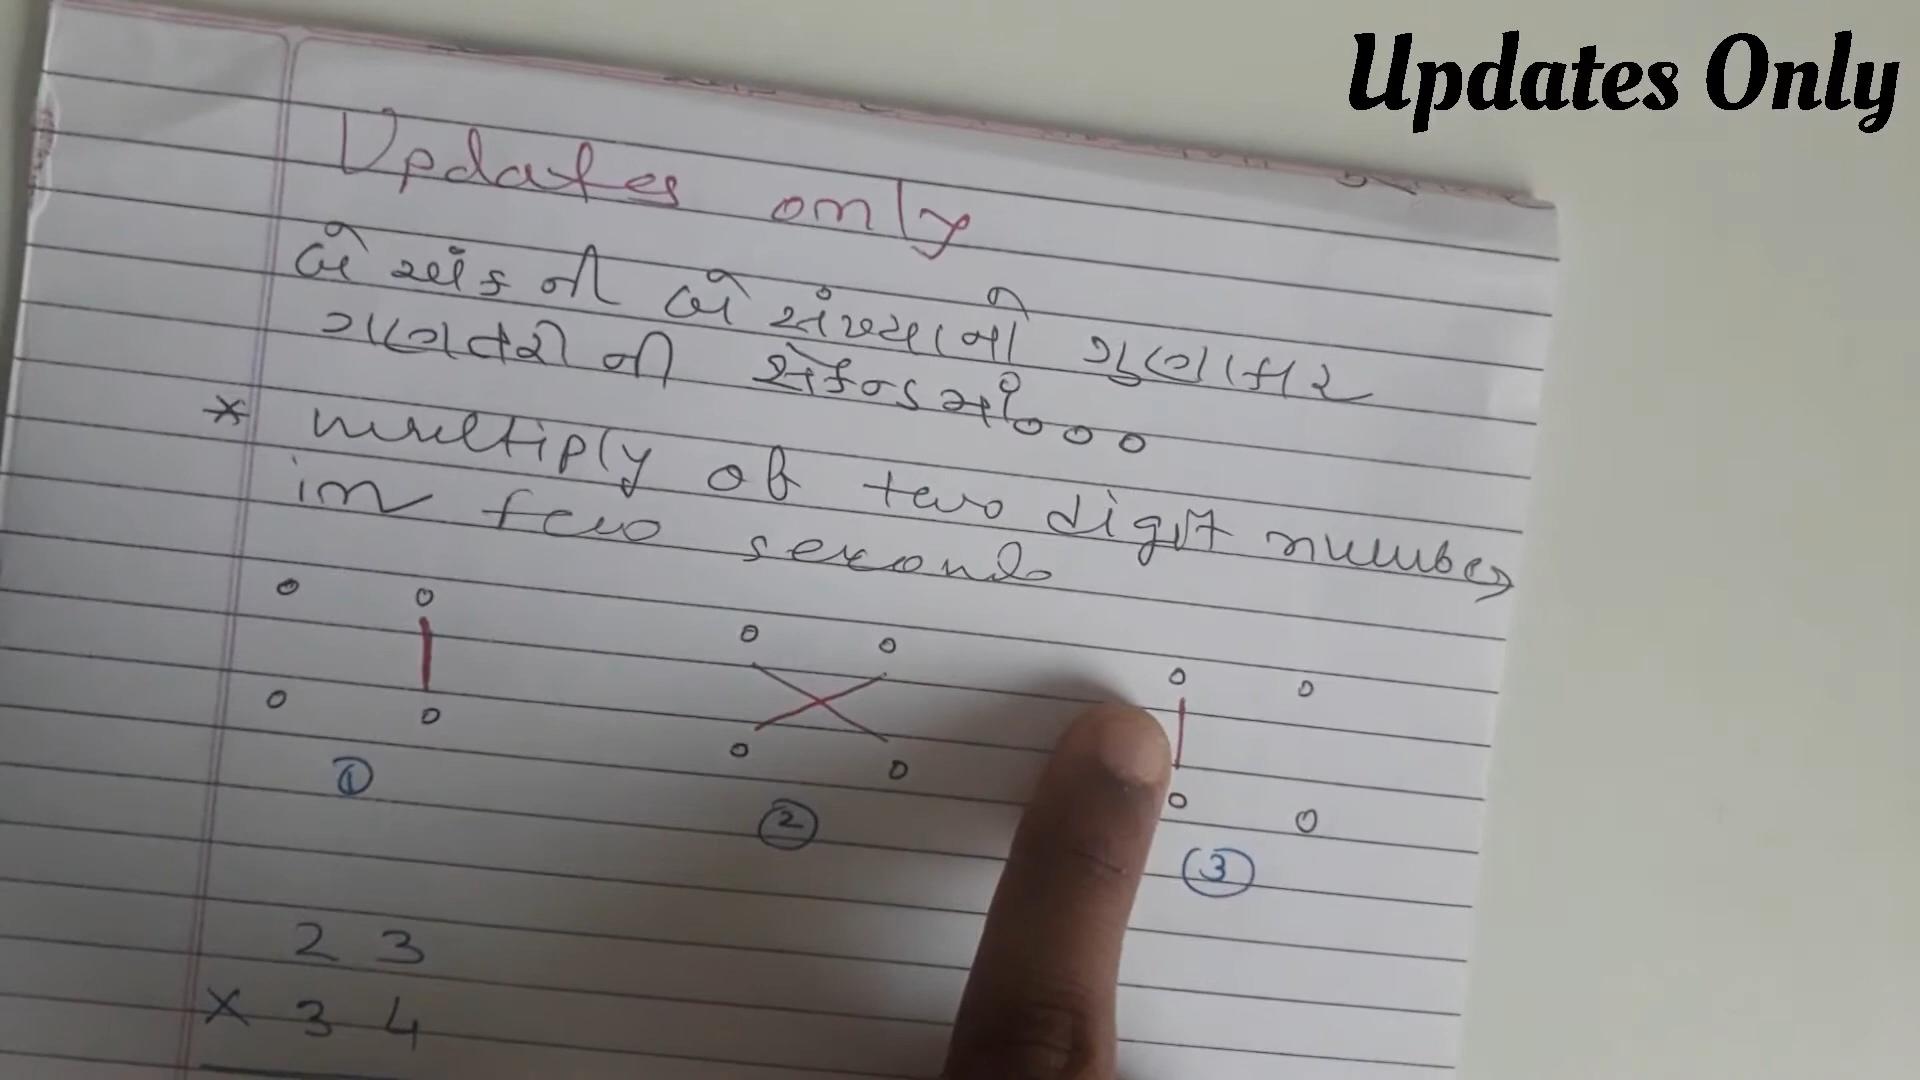 Updates Only
Updates only
બે અંક ની બે સંખ્યાનો ગુણાકાર
ગણતરી ની સેકન્ડમાં...
* multiply of two digit number
in few seconds
① ② ③
2 3
× 3 4